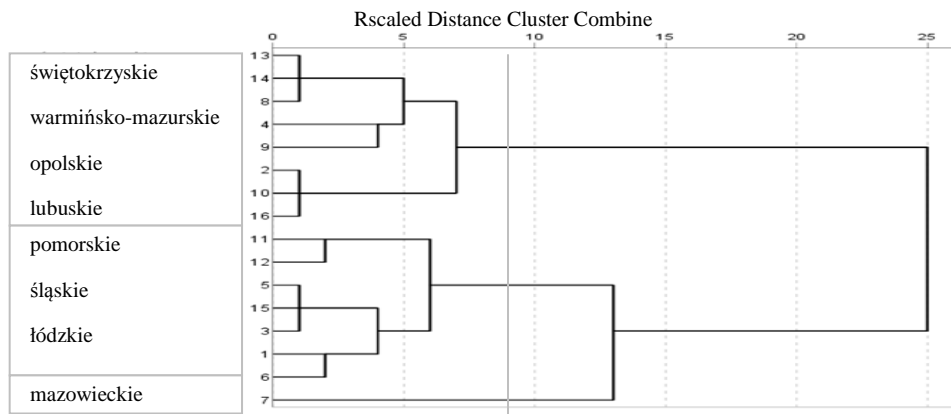 Rscaled Distance Cluster Combine
0 5 10 15 20 25
świętokrzyskie
13
14
8
warmińsko-mazurskie
4
9
opolskie
2
10
lubuskie
16
pomorskie
11
12
śląskie
5
15
łódzkie
3
1
6
mazowieckie
7